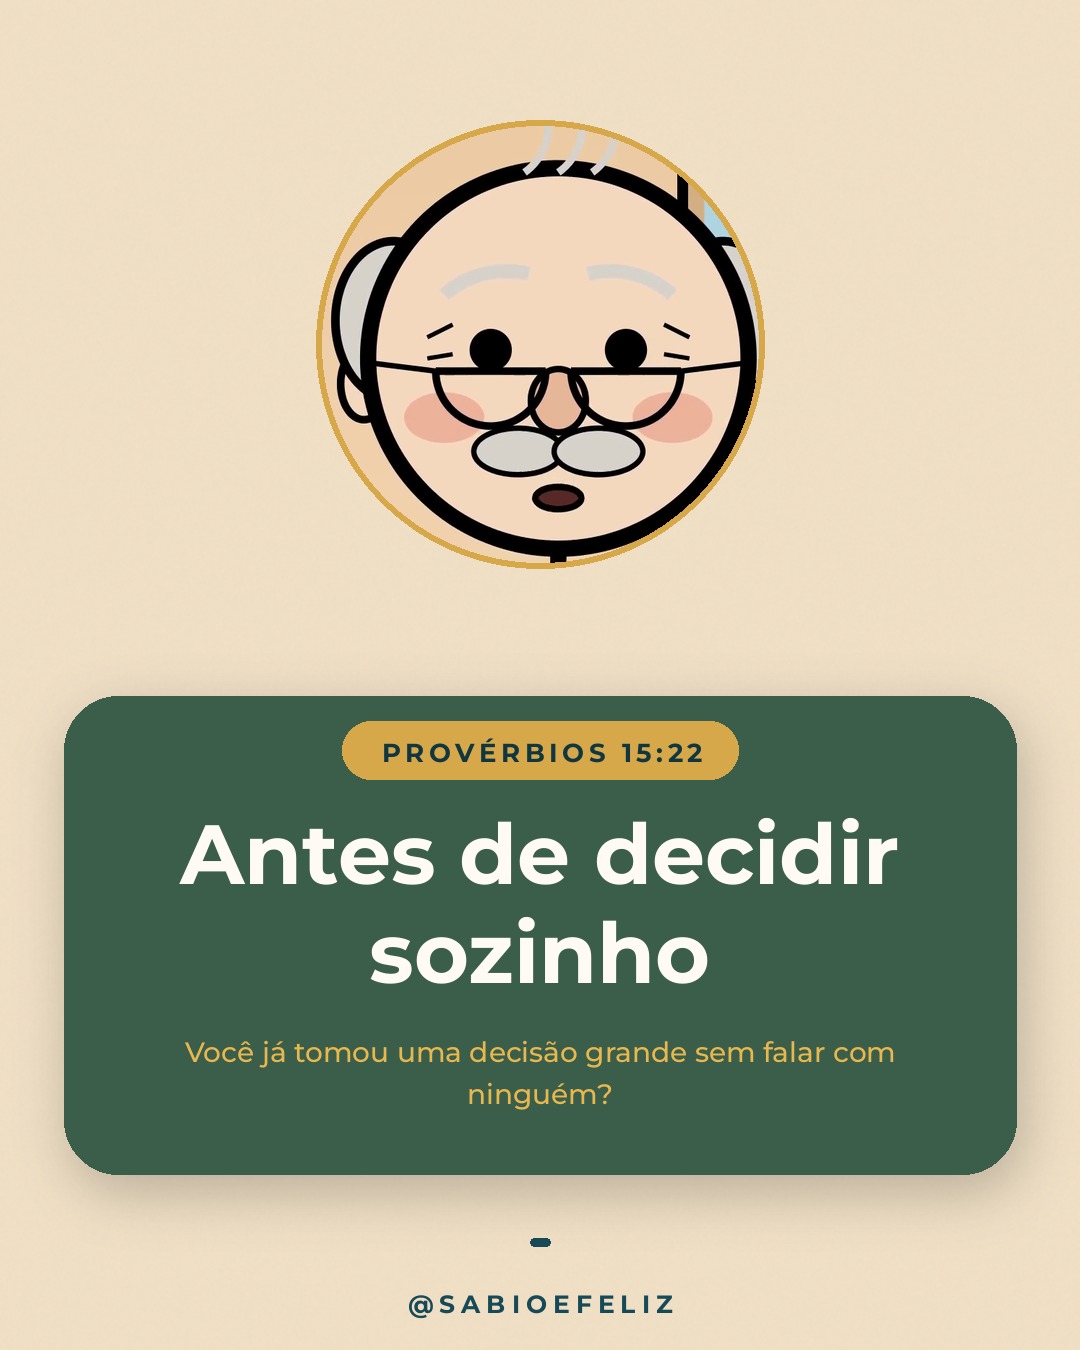 PROVÉRBIOS 15:22
Antes de decidir
sozinho
Você já tomou uma decisão grande sem falar com
ninguém?
@SABIOEFELIZ